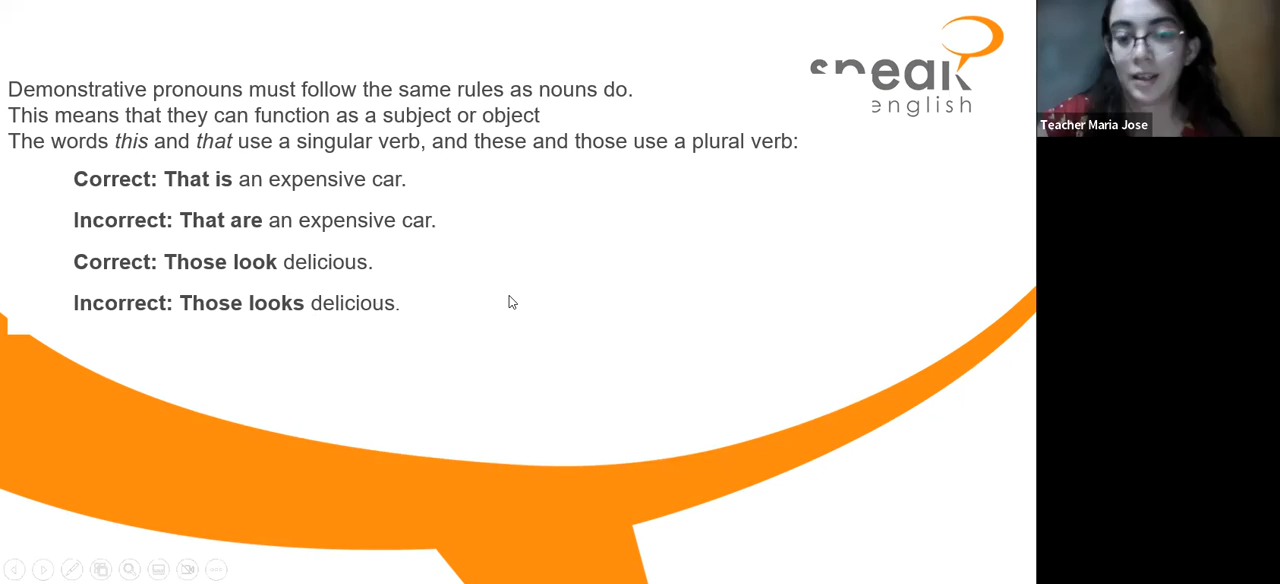 speak
english
Demonstrative pronouns must follow the same rules as nouns do.
This means that they can function as a subject or object
The words this and that use a singular verb, and these and those use a plural verb:
Correct: That is an expensive car.
Incorrect: That are an expensive car.
Correct: Those look delicious.
Incorrect: Those looks delicious.
Teacher Maria Jose